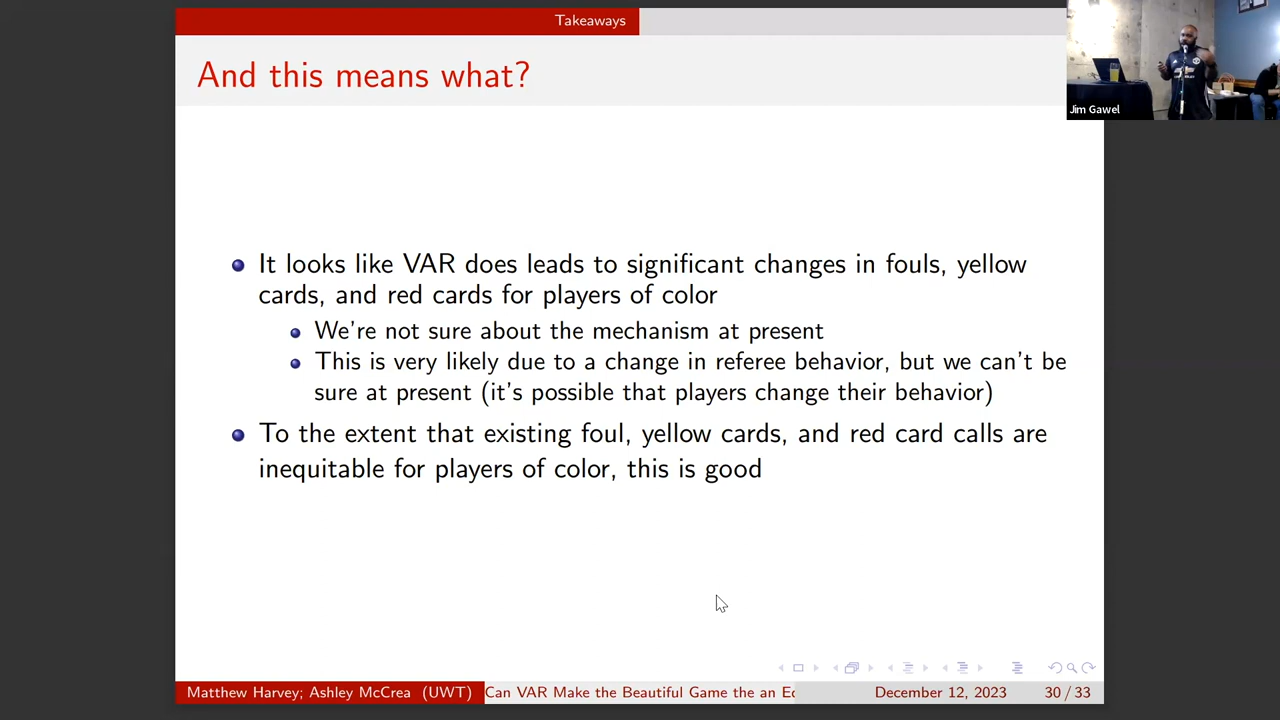 Takeaways
And this means what?
Jim Gawel
It looks like VAR does leads to significant changes in fouls, yellow
cards, and red cards for players of color
We're not sure about the mechanism at present
This is very likely due to a change in referee behavior, but we can't be
sure at present (it's possible that players change their behavior)
To the extent that existing foul, yellow cards, and red card calls are
inequitable for players of color, this is good
Matthew Harvey; Ashley McCrea (UWT)
Can VAR Make the Beautiful Game the an Ec
December 12, 2023
30 / 33